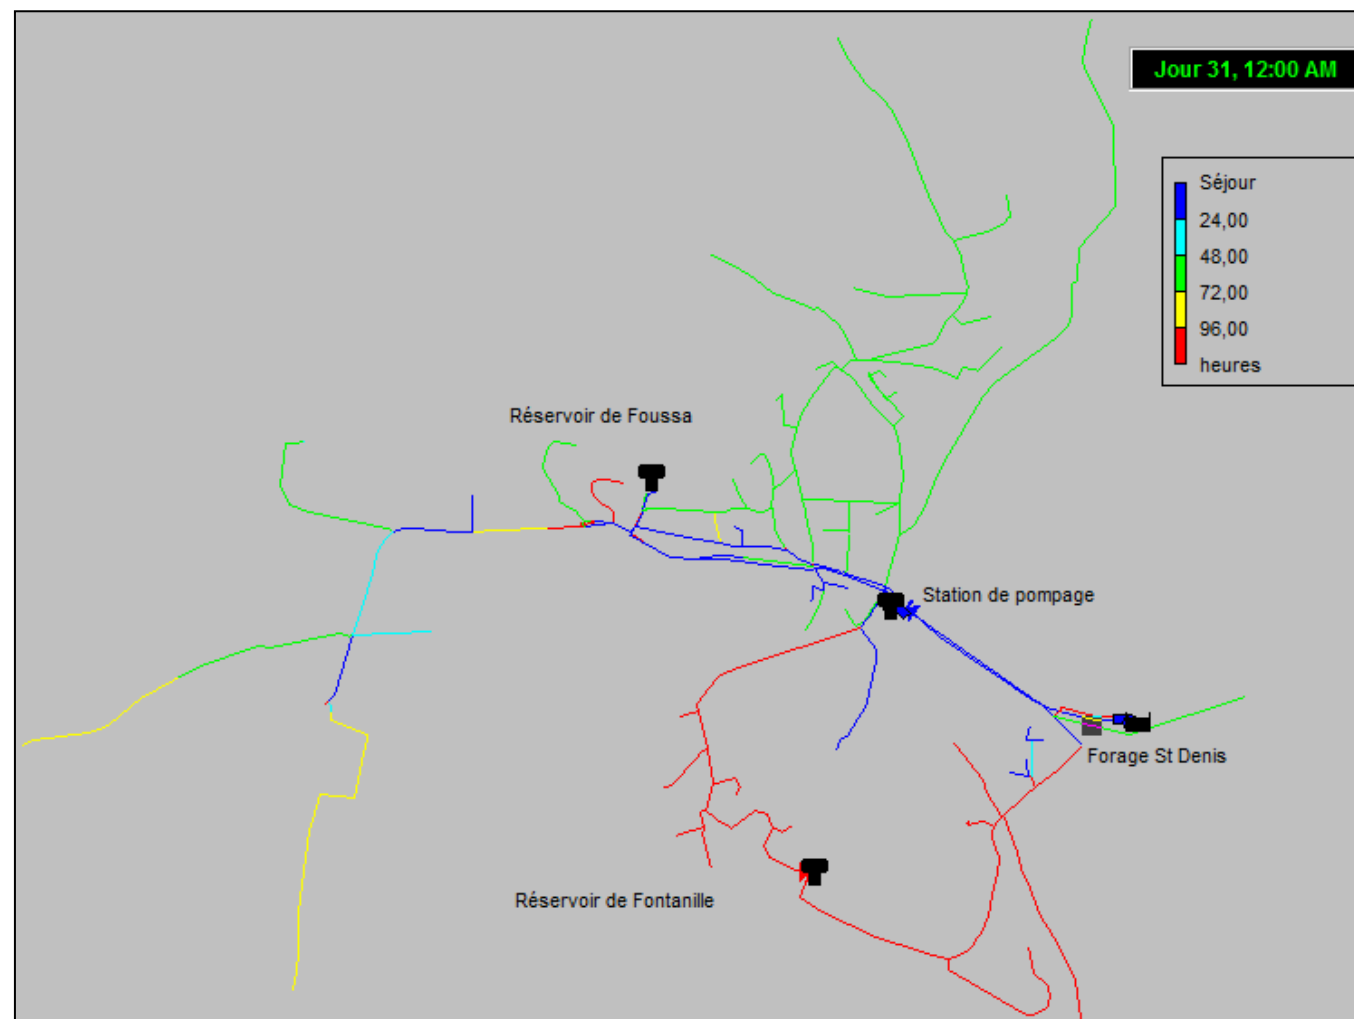 Jour 31, 12:00 AM
Séjour
24,00
48,00
72,00
96,00
heures
Réservoir de Foussa
Station de pompage
Forage St Denis
Réservoir de Fontanille